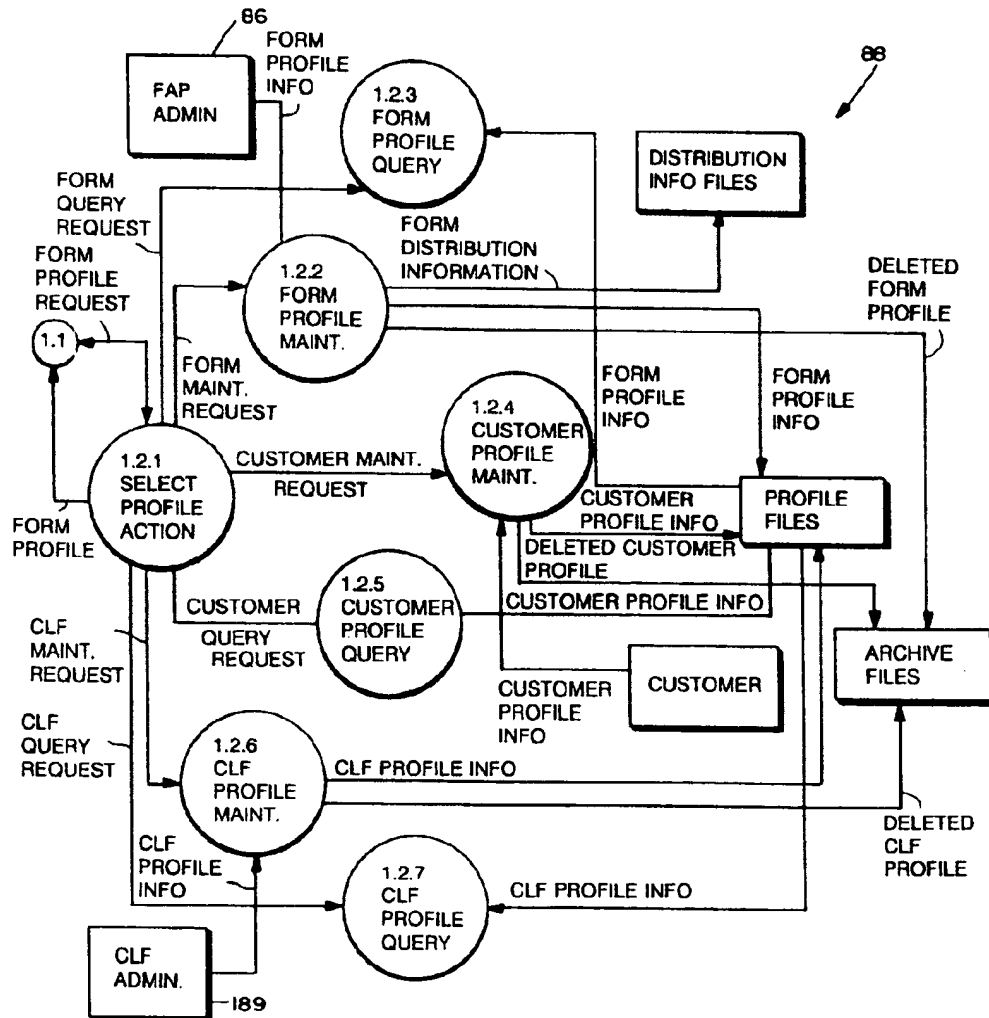 86
FORM
PROFILE
INFO
88
FAP
ADMIN
1.2.3
FORM
PROFILE
QUERY
DISTRIBUTION
INFO FILES
FORM
QUERY
REQUEST
FORM
DISTRIBUTION
INFORMATION
FORM
PROFILE
REQUEST
1.2.2
FORM
PROFILE
MAINT.
DELETED
FORM
PROFILE
1.1
FORM
MAINT.
REQUEST
FORM
PROFILE
INFO
FORM
PROFILE
INFO
1.2.4
CUSTOMER
PROFILE
MAINT.
1.2.1
SELECT
PROFILE
ACTION
CUSTOMER MAINT.
REQUEST
PROFILE
FILES
FORM
PROFILE
CUSTOMER
PROFILE INFO
DELETED CUSTOMER
PROFILE
CUSTOMER
QUERY
REQUEST
1.2.5
CUSTOMER
PROFILE
QUERY
CUSTOMER PROFILE INFO
CLF
MAINT.
REQUEST
ARCHIVE
FILES
CUSTOMER
PROFILE
INFO
CUSTOMER
CLF
QUERY
REQUEST
1.2.6
CLF
PROFILE
MAINT.
CLF PROFILE INFO
DELETED
CLF
PROFILE
CLF
PROFILE
INFO
1.2.7
CLF
PROFILE
QUERY
CLF PROFILE INFO
CLF
ADMIN.
189